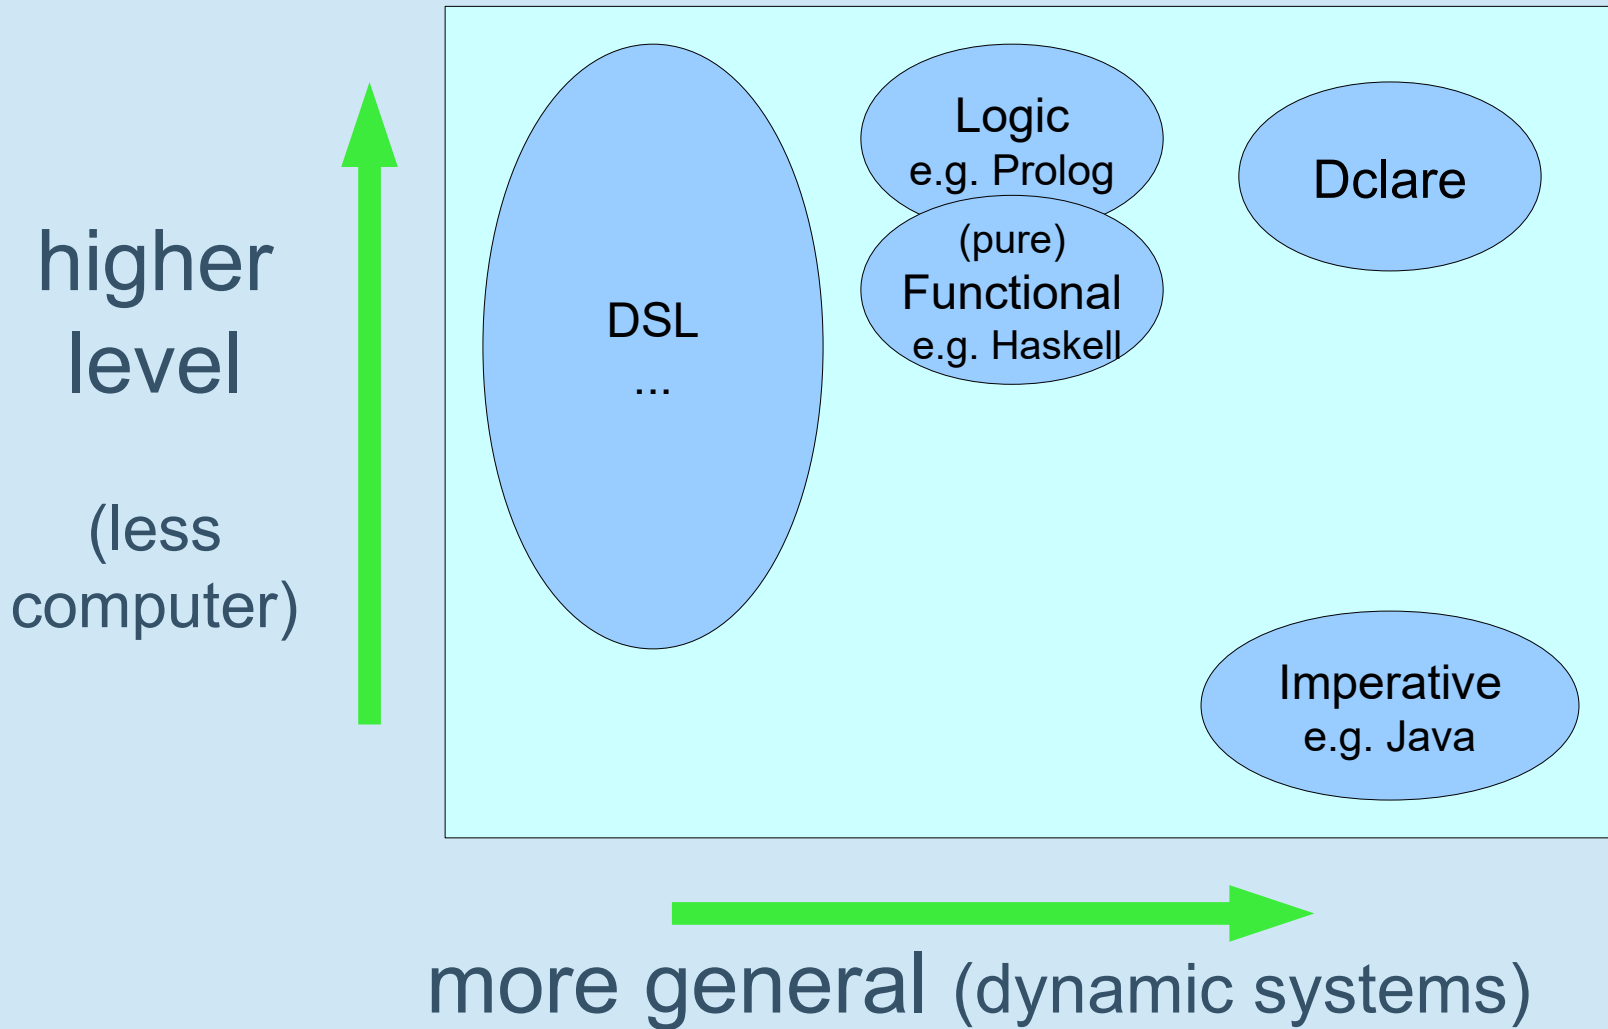 higher
level
(less
computer)
DSL
...
Logic
e.g. Prolog
(pure)
Functional
e.g. Haskell
Dclare
Imperative
e.g. Java
more general (dynamic systems)